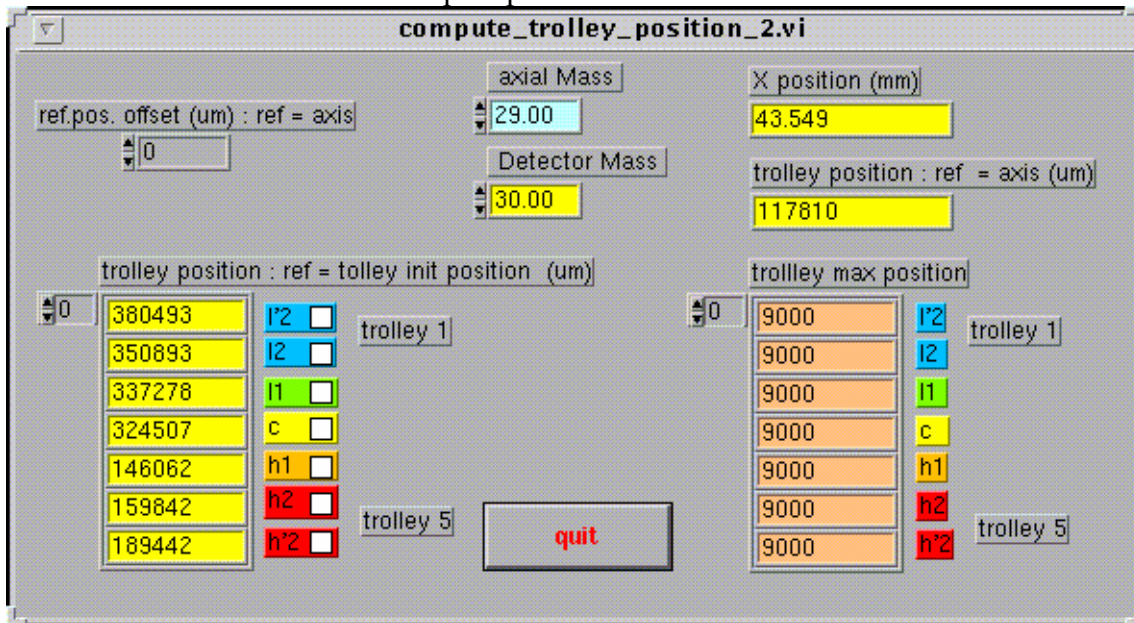 compute_trolley_position_2.vi
axial Mass
X position (mm)
ref.pos. offset (um) : ref = axis
29.00
43.549
0
Detector Mass
trolley position : ref = axis (um)
30.00
117810
trolley position : ref = tolley init position (um)
trollley max position
0
380493
l'2
trolley 1
350893
l2
337278
l1
324507
c
146062
h1
159842
h2
trolley 5
189442
h'2
quit
0
9000
l'2
trolley 1
9000
l2
9000
l1
9000
c
9000
h1
9000
h2
trolley 5
9000
h'2